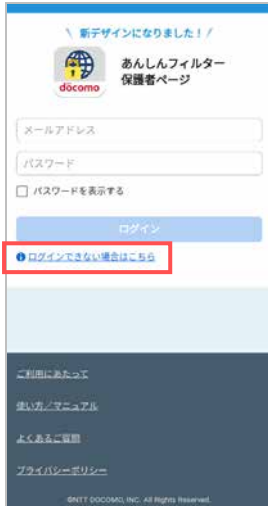 \ 新デザインになりました！ /
docomo
あんしんフィルター
保護者ページ
メールアドレス
パスワード
パスワードを表示する
ログイン
ログインできない場合はこちら
ご利用にあたって
使い方／マニュアル
よくあるご質問
プライバシーポリシー
©NTT DOCOMO, INC. All Rights Reserved.